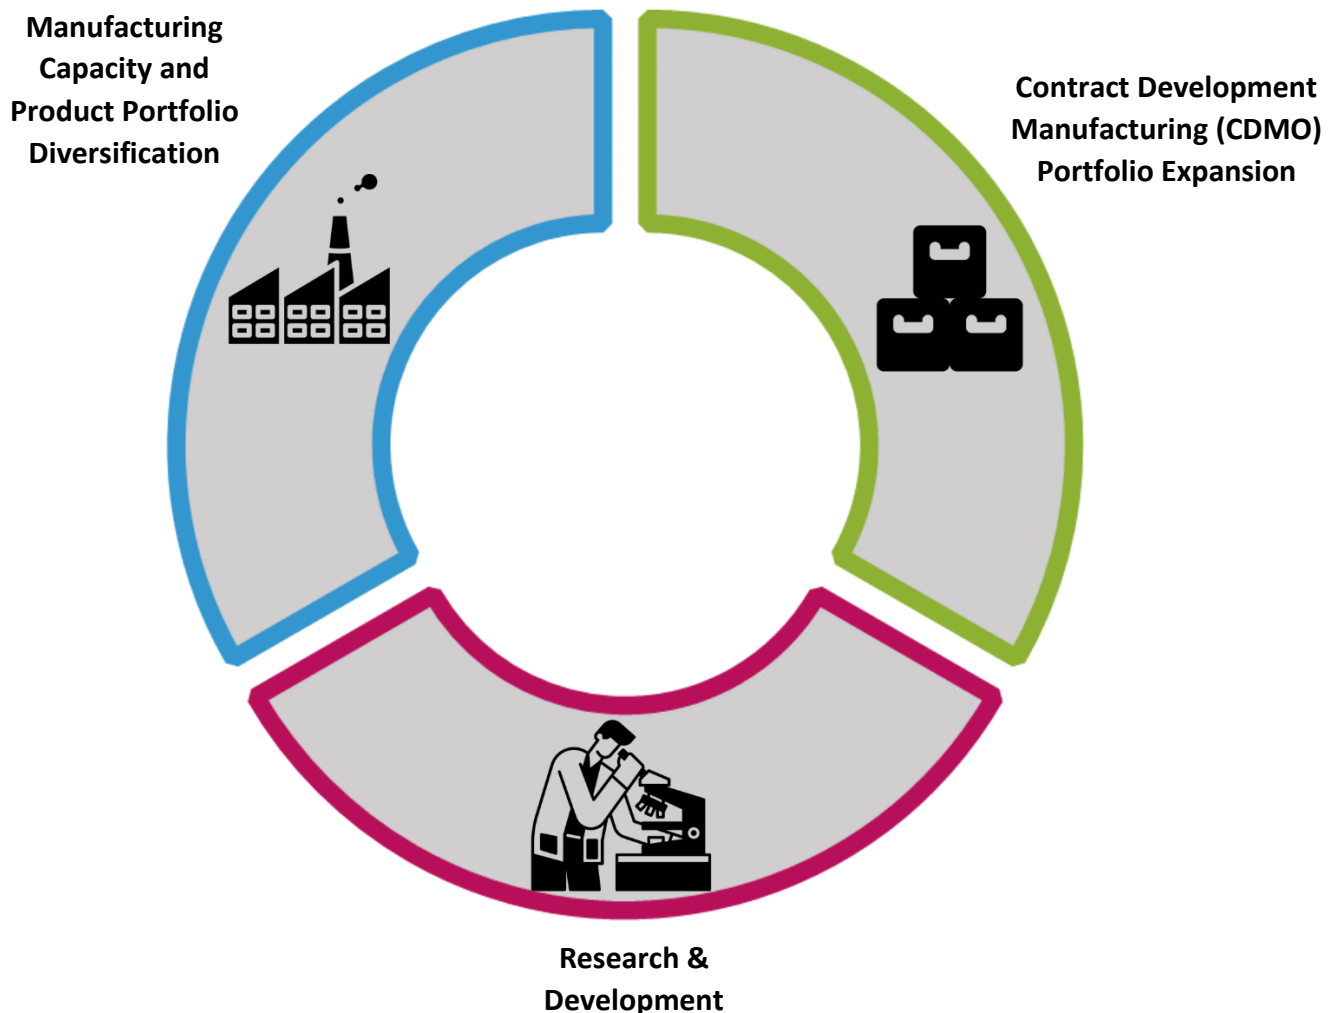 Manufacturing
Capacity and
Product Portfolio
Diversification
Contract Development
Manufacturing (CDMO)
Portfolio Expansion
Research &
Development